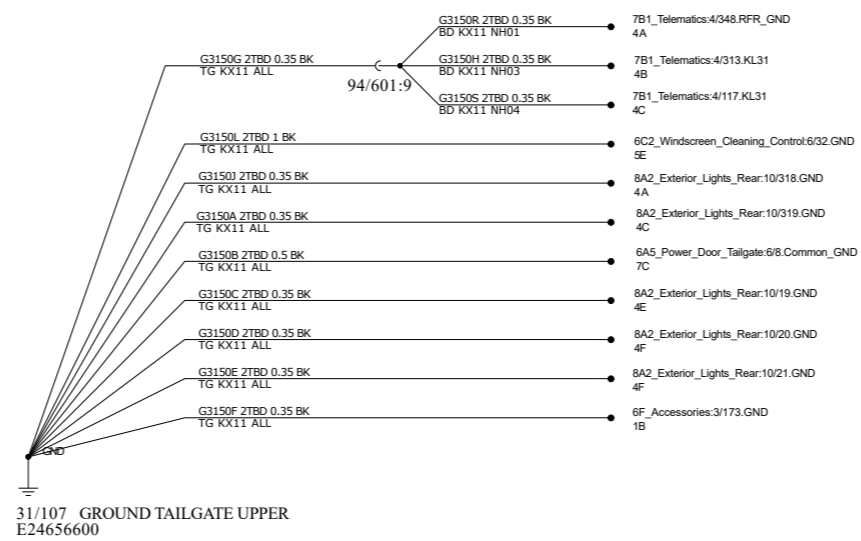 G3150R 2TBD 0.35 BK
BD KX11 NH01
7B1_Telematics:4/348.RFR_GND
4A
G3150G 2TBD 0.35 BK
TG KX11 ALL
94/601:9
G3150H 2TBD 0.35 BK
BD KX11 NH03
7B1_Telematics:4/313.KL31
4B
G3150S 2TBD 0.35 BK
BD KX11 NH04
7B1_Telematics:4/117.KL31
4C
G3150L 2TBD 1 BK
TG KX11 ALL
6C2_Windscreen_Cleaning_Control:6/32.GND
5E
G3150J 2TBD 0.35 BK
TG KX11 ALL
8A2_Exterior_Lights_Rear:10/318.GND
4A
G3150A 2TBD 0.35 BK
TG KX11 ALL
8A2_Exterior_Lights_Rear:10/319.GND
4C
G3150B 2TBD 0.5 BK
TG KX11 ALL
6A5_Power_Door_Tailgate:6/8.Common_GND
7C
G3150C 2TBD 0.35 BK
TG KX11 ALL
8A2_Exterior_Lights_Rear:10/19.GND
4E
G3150D 2TBD 0.35 BK
TG KX11 ALL
8A2_Exterior_Lights_Rear:10/20.GND
4F
G3150E 2TBD 0.35 BK
TG KX11 ALL
8A2_Exterior_Lights_Rear:10/21.GND
4F
G3150F 2TBD 0.35 BK
TG KX11 ALL
6F_Accessories:3/173.GND
1B
GND
31/107 GROUND TAILGATE UPPER
E24656600